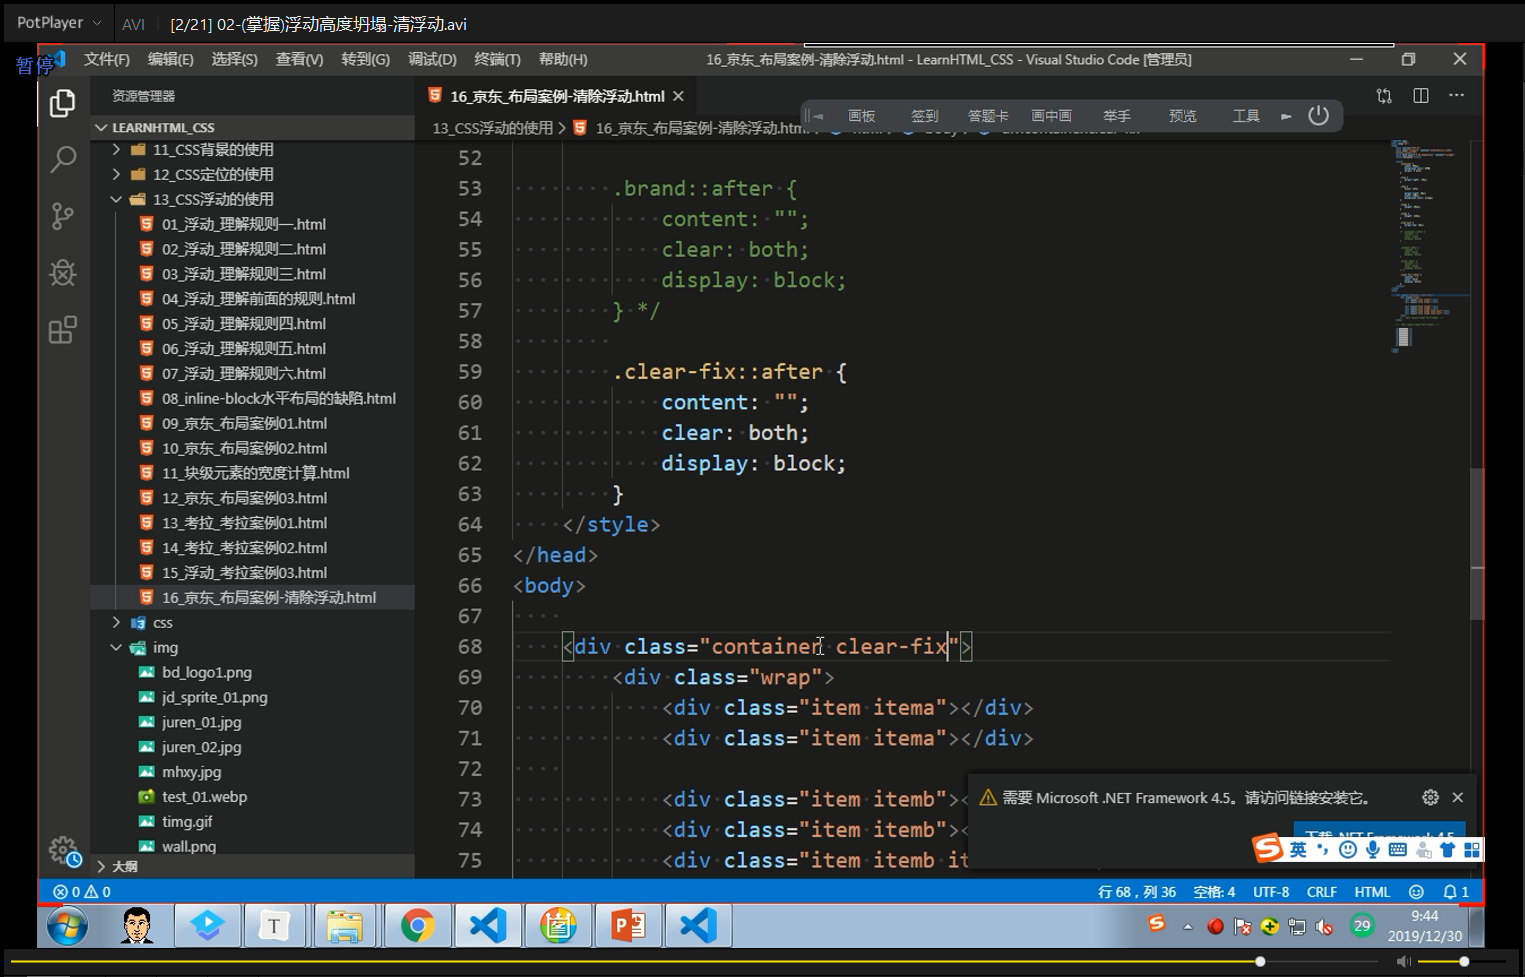 PotPlayer AVI [2/21] 02-(掌握)浮动高度坍塌-清浮动.avi
暂停
文件(F) 编辑(E) 选择(S) 查看(V) 转到(G) 调试(D) 终端(T) 帮助(H) 16_京东_布局案例-清除浮动.html - LearnHTML_CSS - Visual Studio Code [管理员]
资源管理器
16_京东_布局案例-清除浮动.html
画板 签到 答题卡 画中画 举手 预览 工具
LEARNHTML_CSS
13_CSS浮动的使用 > 16_京东_布局案例-清除浮动.html
11_CSS背景的使用
12_CSS定位的使用
13_CSS浮动的使用
01_浮动_理解规则一.html
02_浮动_理解规则二.html
03_浮动_理解规则三.html
04_浮动_理解前面的规则.html
05_浮动_理解规则四.html
06_浮动_理解规则五.html
07_浮动_理解规则六.html
08_inline-block水平布局的缺陷.html
09_京东_布局案例01.html
10_京东_布局案例02.html
11_块级元素的宽度计算.html
12_京东_布局案例03.html
13_考拉_考拉案例01.html
14_考拉_考拉案例02.html
15_浮动_考拉案例03.html
16_京东_布局案例-清除浮动.html
css
img
bd_logo1.png
jd_sprite_01.png
juren_01.jpg
juren_02.jpg
mhxy.jpg
test_01.webp
timg.gif
wall.png
大纲
52
53 .brand::after {
54 content: "";
55 clear: both;
56 display: block;
57 } */
58
59 .clear-fix::after {
60 content: "";
61 clear: both;
62 display: block;
63 }
64 </style>
65 </head>
66 <body>
67
68 <div class="container clear-fix">
69 <div class="wrap">
70 <div class="item itema"></div>
71 <div class="item itema"></div>
72
73 <div class="item itemb"><
74 <div class="item itemb"><
75 <div class="item itemb it
需要 Microsoft .NET Framework 4.5。请访问链接安装它。
下载 .NET Framework 4.5
英
0 0 行 68，列 36 空格: 4 UTF-8 CRLF HTML 1
29
9:44
2019/12/30